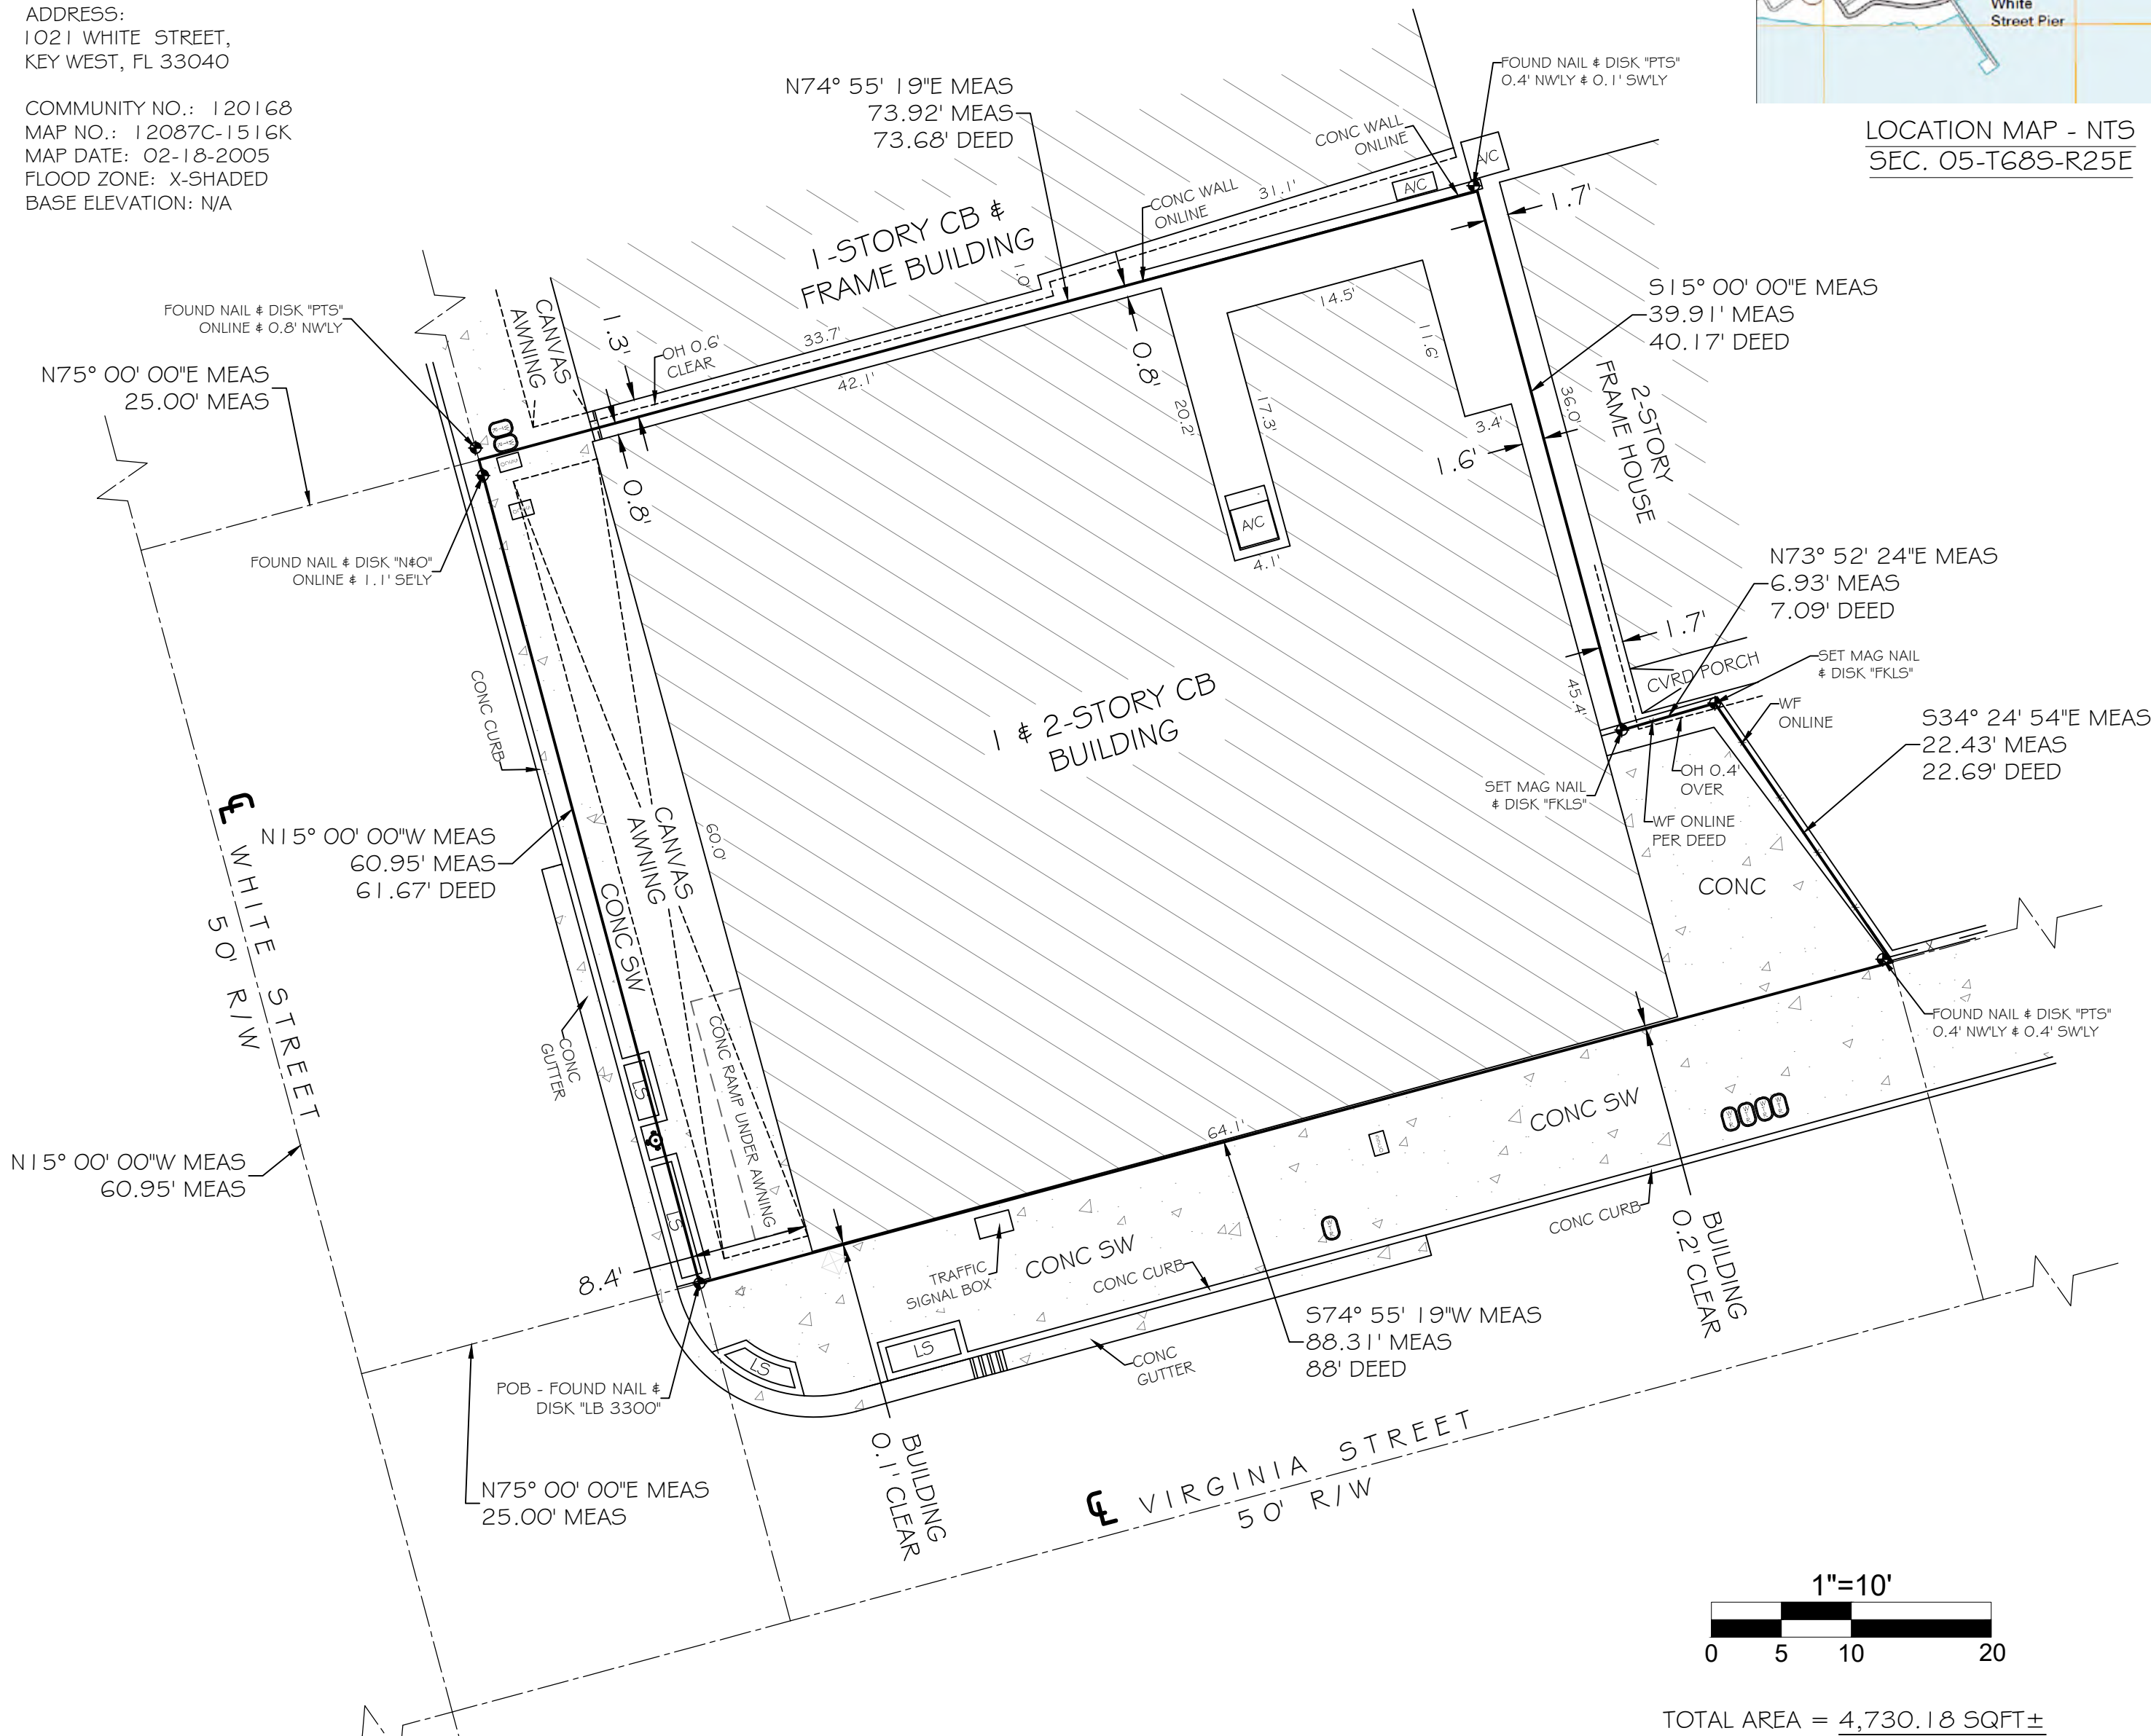 ADDRESS:
1021 WHITE STREET,
KEY WEST, FL 33040
COMMUNITY NO.: 120168
MAP NO.: 12087C-1516K
MAP DATE: 02-18-2005
FLOOD ZONE: X-SHADED
BASE ELEVATION: N/A
White
Street Pier
LOCATION MAP - NTS
SEC. 05-T68S-R25E
N74° 55' 19"E MEAS
73.92' MEAS
73.68' DEED
FOUND NAIL & DISK "PTS"
0.4' NW'LY & 0.1' SW'LY
CONC WALL
ONLINE
A/C
A/C
CONC WALL
ONLINE
31.1'
1.7'
1-STORY CB &
FRAME BUILDING
1.0'
FOUND NAIL & DISK "PTS"
ONLINE & 0.8' NW'LY
CANVAS
AWNING
1.3'
OH 0.6'
CLEAR
33.7'
42.1'
0.8'
14.5'
11.6'
S15° 00' 00"E MEAS
39.91' MEAS
40.17' DEED
N75° 00' 00"E MEAS
25.00' MEAS
20.2'
17.3'
3.4'
36.0'
2-STORY
FRAME HOUSE
1.6'
0.8'
A/C
4.1'
FOUND NAIL & DISK "N&O"
ONLINE & 1.1' SE'LY
N73° 52' 24"E MEAS
6.93' MEAS
7.09' DEED
1.7'
CVRD PORCH
SET MAG NAIL
& DISK "FKLS"
45.4'
WF
ONLINE
S34° 24' 54"E MEAS
22.43' MEAS
22.69' DEED
CONC CURB
1 & 2-STORY CB
BUILDING
OH 0.4'
OVER
SET MAG NAIL
& DISK "FKLS"
WF ONLINE
PER DEED
CONC
N15° 00' 00"W MEAS
60.95' MEAS
61.67' DEED
CANVAS
AWNING
60.0'
CONC SW
℄ WHITE STREET
50' R/W
CONC
GUTTER
CONC RAMP UNDER AWNING
LS
LS
FOUND NAIL & DISK "PTS"
0.4' NW'LY & 0.4' SW'LY
N15° 00' 00"W MEAS
60.95' MEAS
64.1'
CONC SW
8.4'
TRAFFIC
SIGNAL BOX
CONC SW
CONC CURB
CONC CURB
BUILDING
0.2' CLEAR
S74° 55' 19"W MEAS
88.31' MEAS
88' DEED
LS
LS
CONC
GUTTER
POB - FOUND NAIL &
DISK "LB 3300"
BUILDING
0.1' CLEAR
N75° 00' 00"E MEAS
25.00' MEAS
℄ VIRGINIA STREET
50' R/W
1"=10'
0 5 10 20
TOTAL AREA = 4,730.18 SQFT±